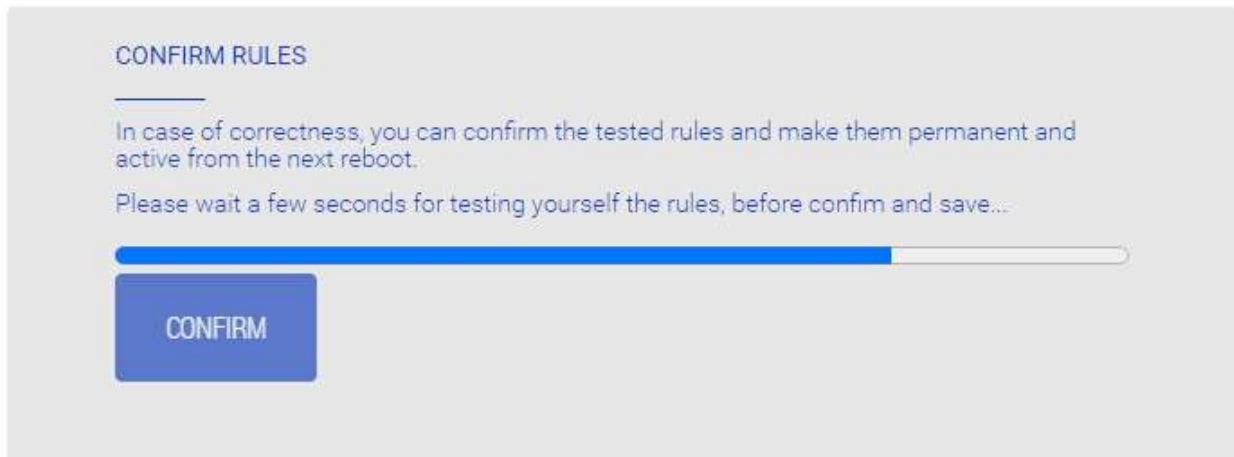 CONFIRM RULES
In case of correctness, you can confirm the tested rules and make them permanent and
active from the next reboot.
Please wait a few seconds for testing yourself the rules, before confim and save...
CONFIRM